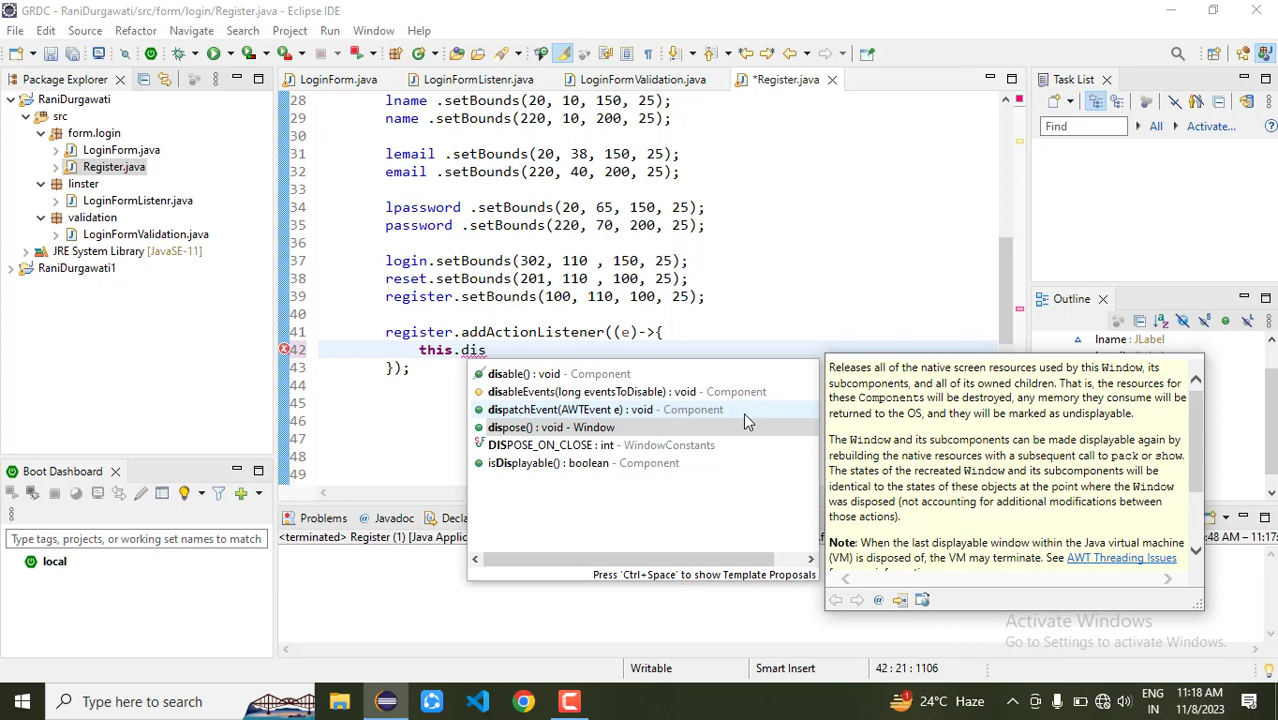 GRDC - RaniDurgawati/src/form/login/Register.java - Eclipse IDE
File Edit Source Refactor Navigate Search Project Run Window Help
Package Explorer
RaniDurgawati
src
form.login
LoginForm.java
Register.java
linster
LoginFormListenr.java
validation
LoginFormValidation.java
JRE System Library [JavaSE-11]
RaniDurgawati1
Boot Dashboard
Type tags, projects, or working set names to match
local
LoginForm.java LoginFormListenr.java LoginFormValidation.java *Register.java
28 lname .setBounds(20, 10, 150, 25);
29 name .setBounds(220, 10, 200, 25);
30
31 lemail .setBounds(20, 38, 150, 25);
32 email .setBounds(220, 40, 200, 25);
33
34 lpassword .setBounds(20, 65, 150, 25);
35 password .setBounds(220, 70, 200, 25);
36
37 login.setBounds(302, 110 , 150, 25);
38 reset.setBounds(201, 110 , 100, 25);
39 register.setBounds(100, 110, 100, 25);
40
41 register.addActionListener((e)->{
42 this.dis
43 });
44
45
46
47
48
49
disable() : void - Component
disableEvents(long eventsToDisable) : void - Component
dispatchEvent(AWTEvent e) : void - Component
dispose() : void - Window
DISPOSE_ON_CLOSE : int - WindowConstants
isDisplayable() : boolean - Component
Press 'Ctrl+Space' to show Template Proposals
Releases all of the native screen resources used by this Window, its
subcomponents, and all of its owned children. That is, the resources for
these Components will be destroyed, any memory they consume will be
returned to the OS, and they will be marked as undisplayable.
The Window and its subcomponents can be made displayable again by
rebuilding the native resources with a subsequent call to pack or show.
The states of the recreated Window and its subcomponents will be
identical to the states of these objects at the point where the Window
was disposed (not accounting for additional modifications between
those actions).
Note: When the last displayable window within the Java virtual machine
(VM) is disposed of, the VM may terminate. See AWT Threading Issues
Problems Javadoc Decla
<terminated> Register (1) [Java Applic
:48 AM – 11:17:
Task List
Find All Activate...
Outline
lname : JLabel
Activate Windows
Go to Settings to activate Windows.
Writable Smart Insert 42 : 21 : 1106
Type here to search
24°C Haze
ENG
IN
11:18 AM
11/8/2023